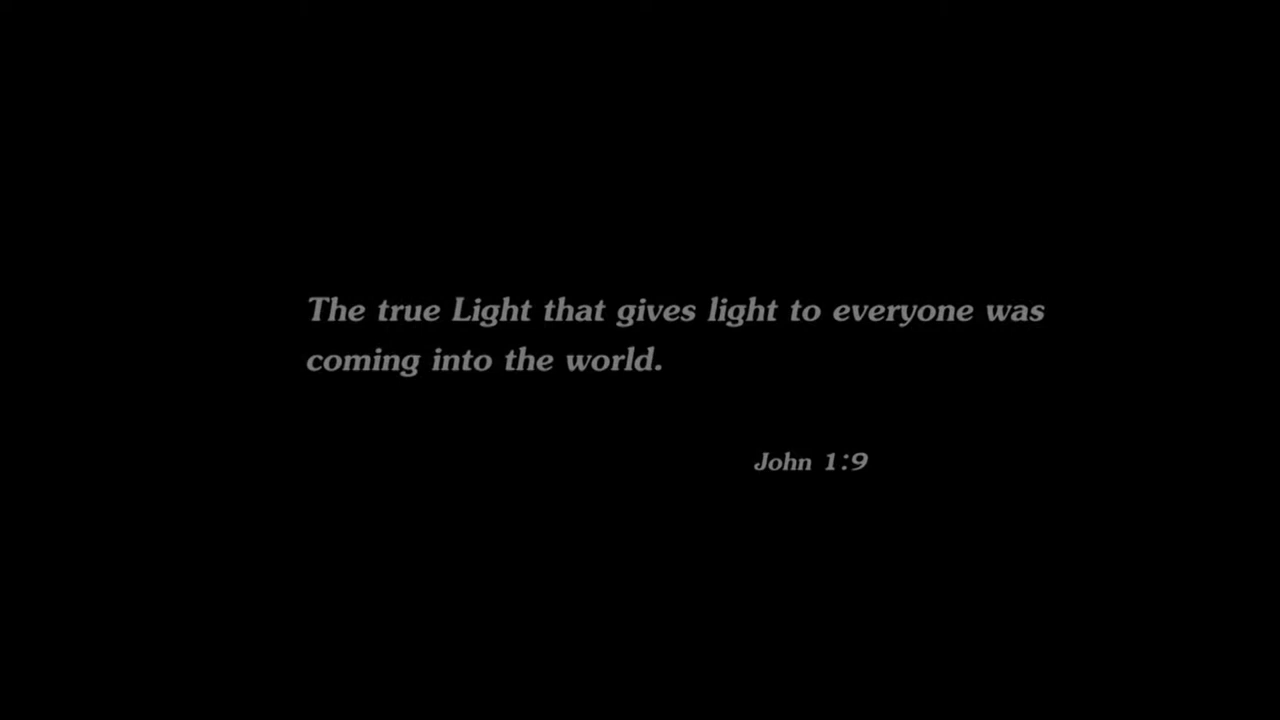 The true Light that gives light to everyone was
coming into the world.
John 1:9